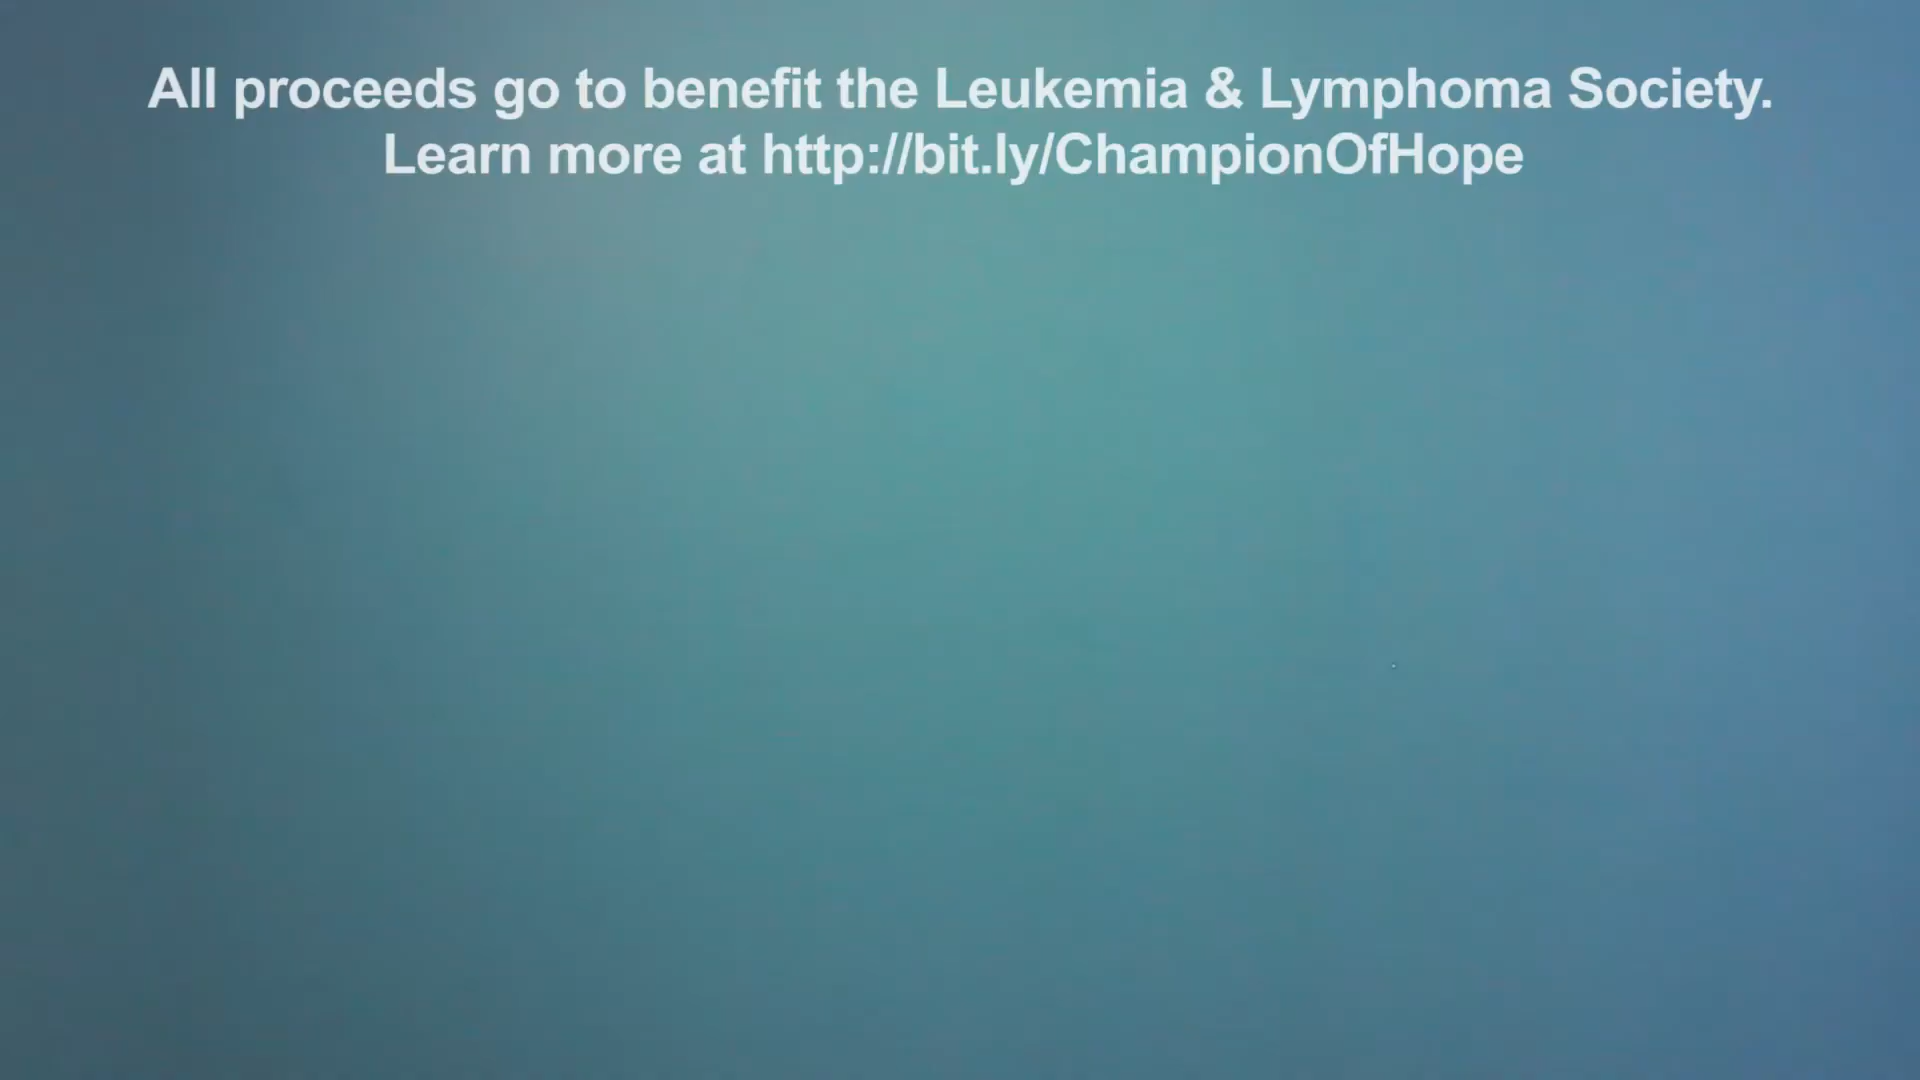 All proceeds go to benefit the Leukemia & Lymphoma Society.
Learn more at http://bit.ly/ChampionOfHope